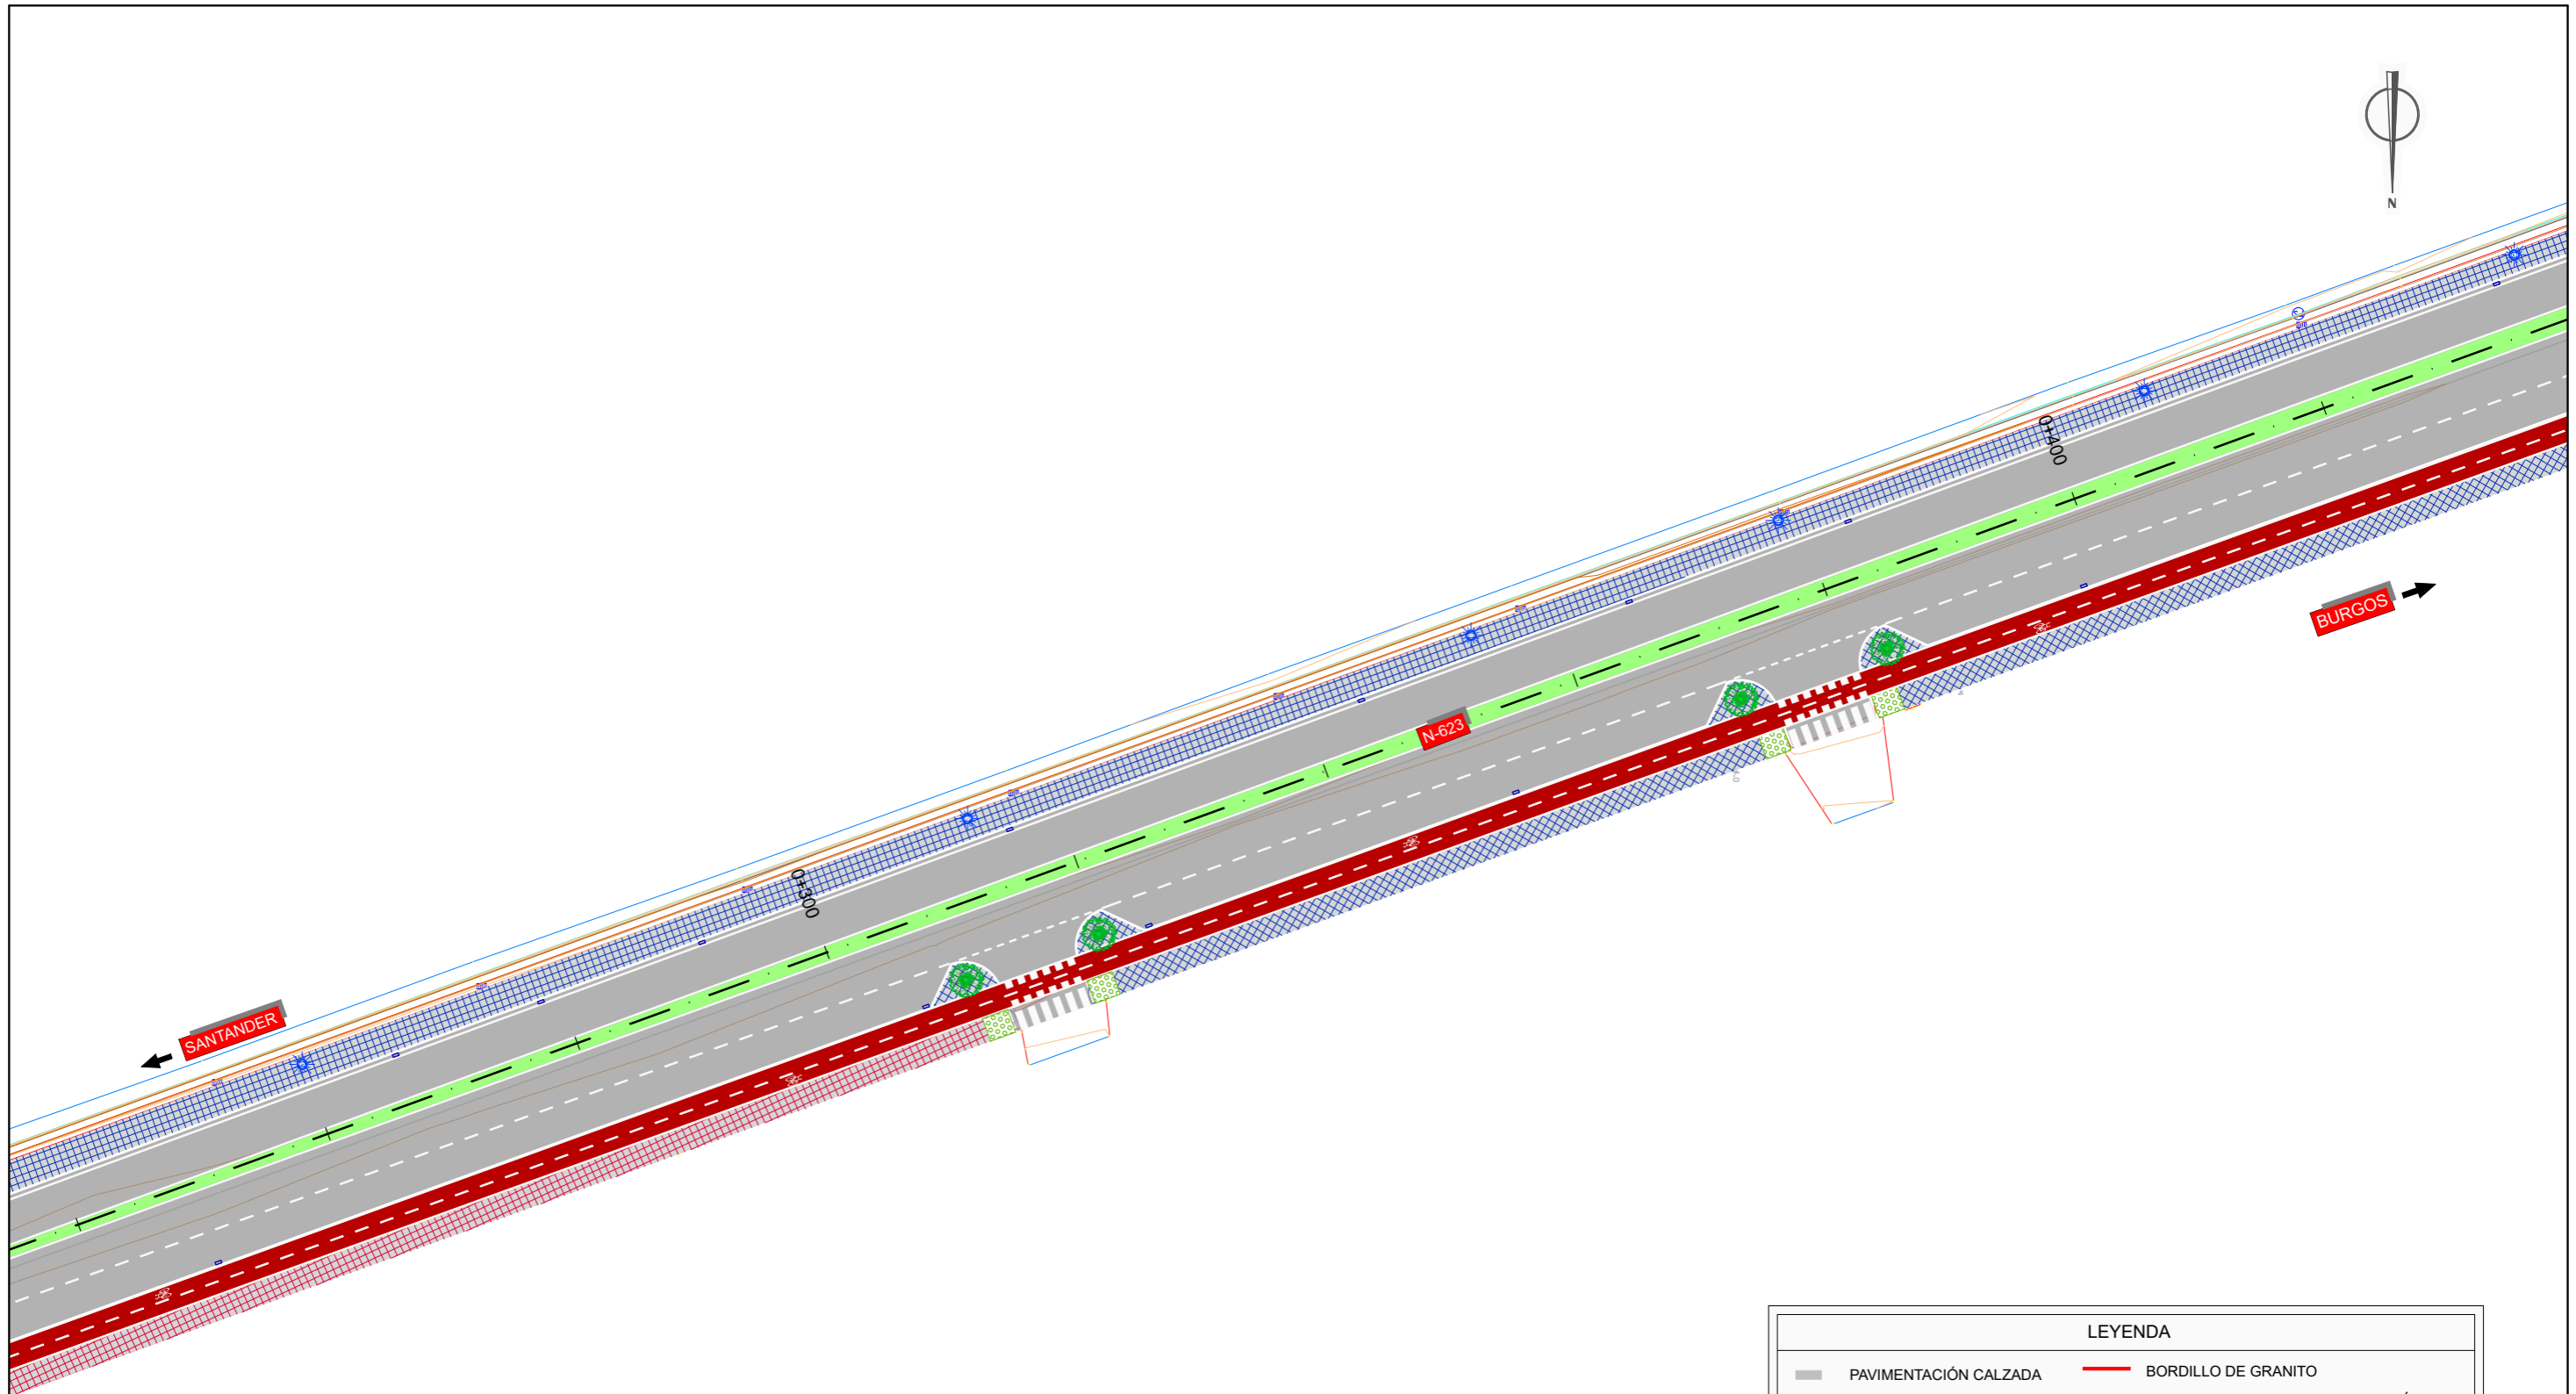 N
0+400
BURGOS
N-623
0+300
SANTANDER
LEYENDA
PAVIMENTACIÓN CALZADA
BORDILLO DE GRANITO